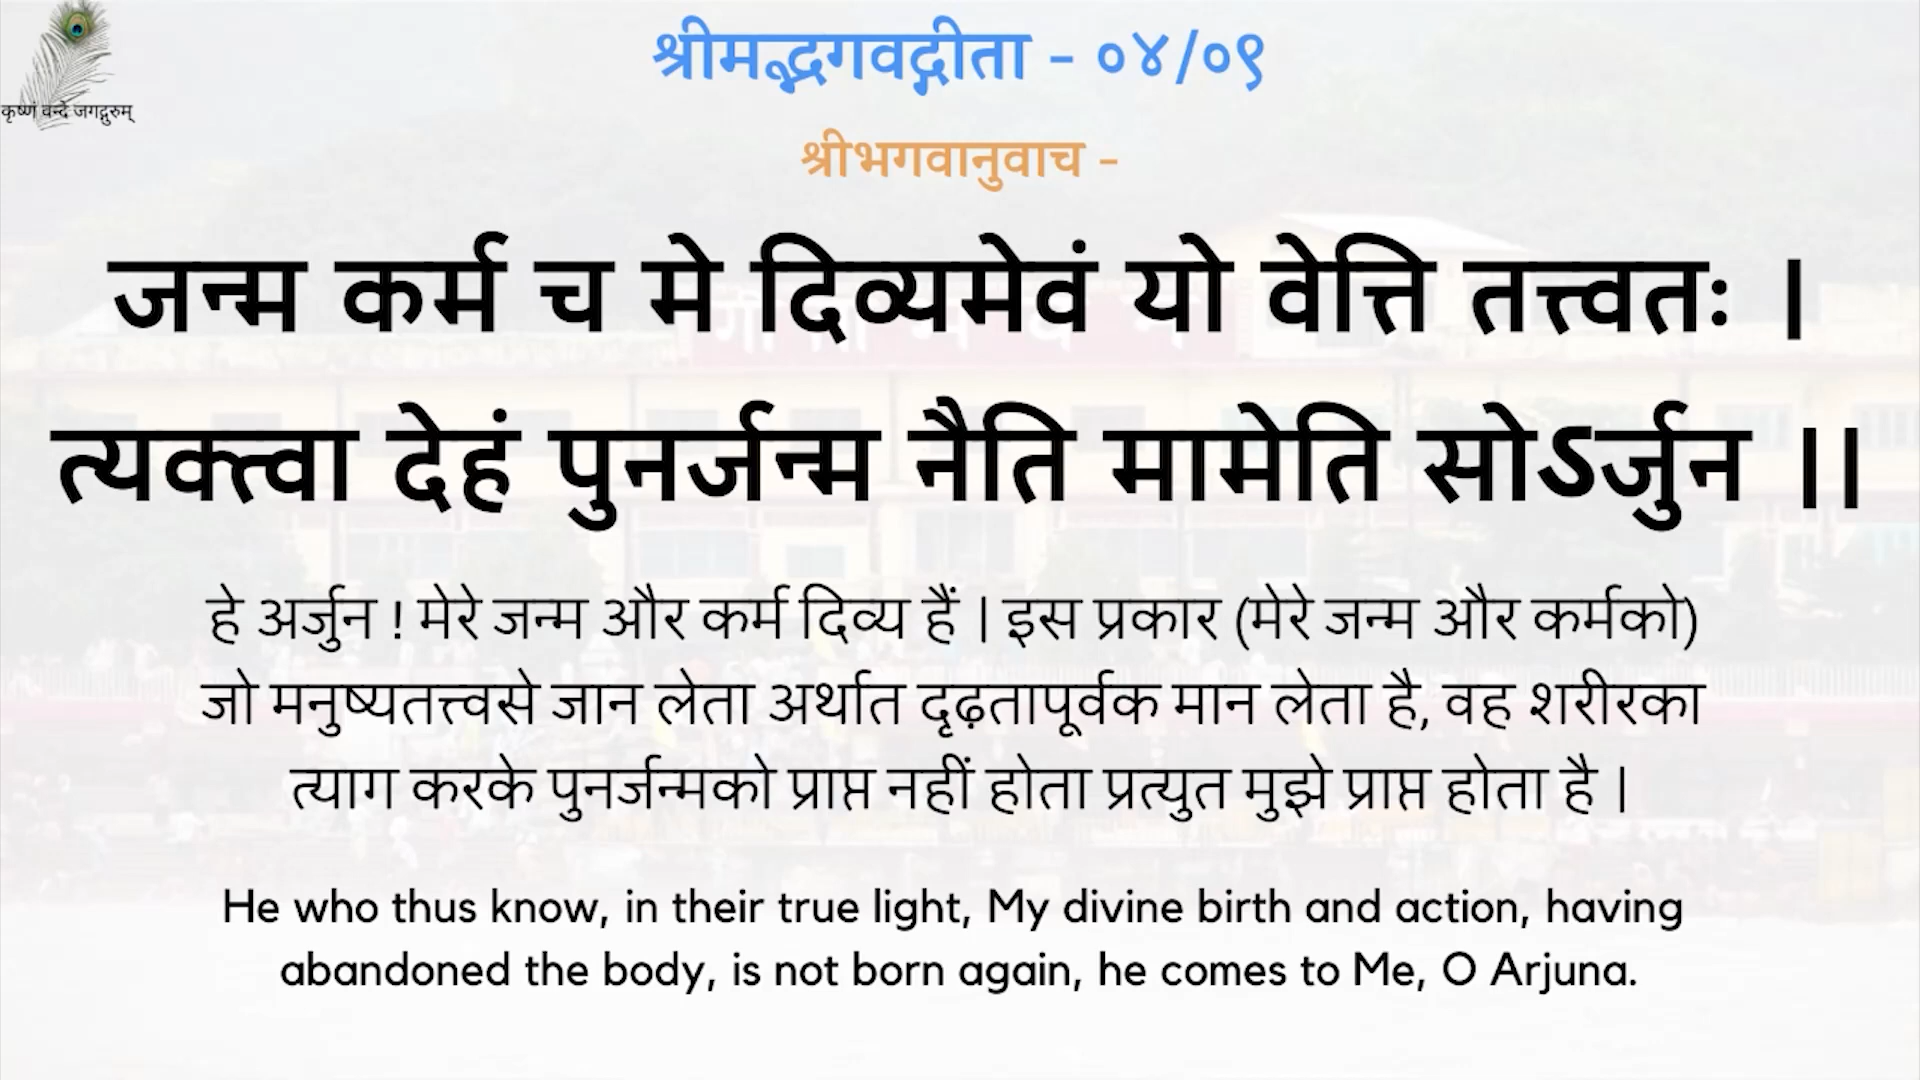 कृष्णं वन्दे जगद्गुरुम्
श्रीमद्भगवद्गीता - ०४/०९
श्रीभगवानुवाच -
जन्म कर्म च मे दिव्यमेवं यो वेत्ति तत्त्वतः |
त्यक्त्वा देहं पुनर्जन्म नैति मामेति सोऽर्जुन ||
हे अर्जुन ! मेरे जन्म और कर्म दिव्य हैं | इस प्रकार (मेरे जन्म और कर्मको)
जो मनुष्यतत्त्वसे जान लेता अर्थात दृढ़तापूर्वक मान लेता है, वह शरीरका
त्याग करके पुनर्जन्मको प्राप्त नहीं होता प्रत्युत मुझे प्राप्त होता है |
He who thus know, in their true light, My divine birth and action, having
abandoned the body, is not born again, he comes to Me, O Arjuna.